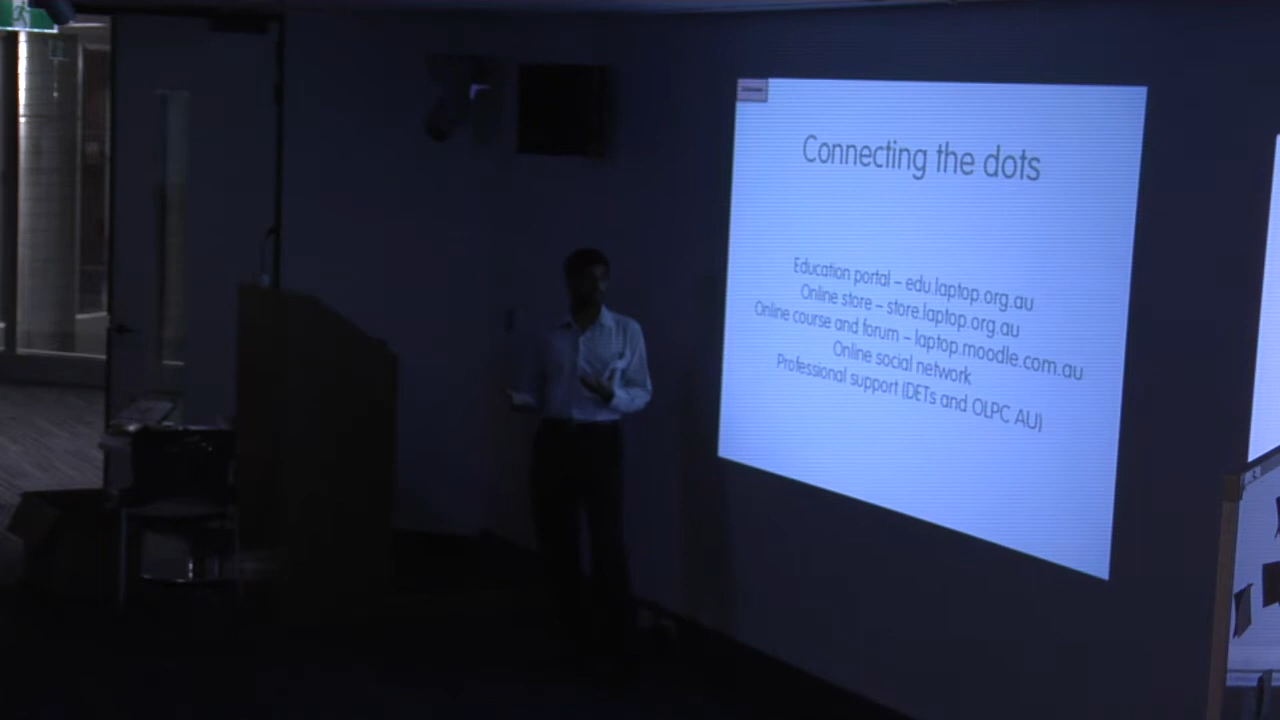 Connecting the dots
Education portal – edu.laptop.org.au
Online store – store.laptop.org.au
Online course and forum – laptop.moodle.com.au
Online social network
Professional support (DETs and OLPC AU)